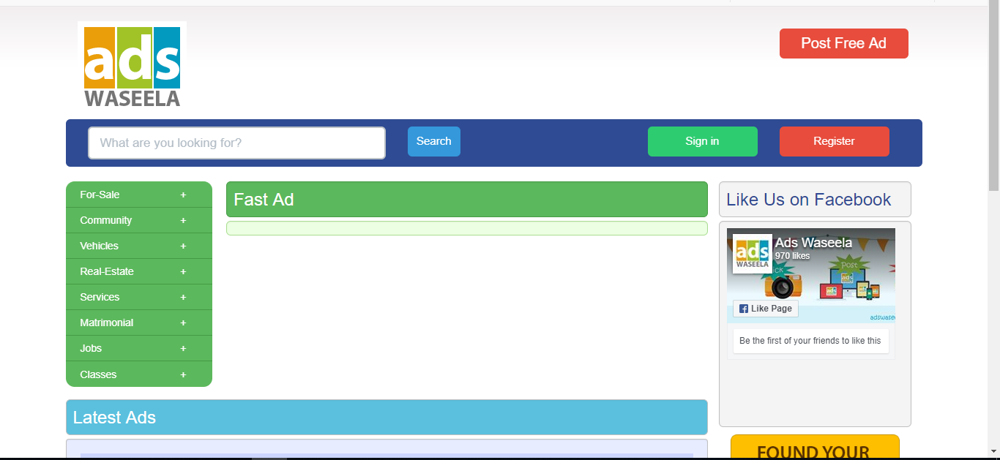 ads
WASEELA
Post Free Ad
What are you looking for?
Search
Sign in
Register
For-Sale +
Community +
Vehicles +
Real-Estate +
Services +
Matrimonial +
Jobs +
Classes +
Fast Ad
Like Us on Facebook
ads
WASEELA
Ads Waseela
970 likes
Post
ads
Like Page
Be the first of your friends to like this
Latest Ads
FOUND YOUR